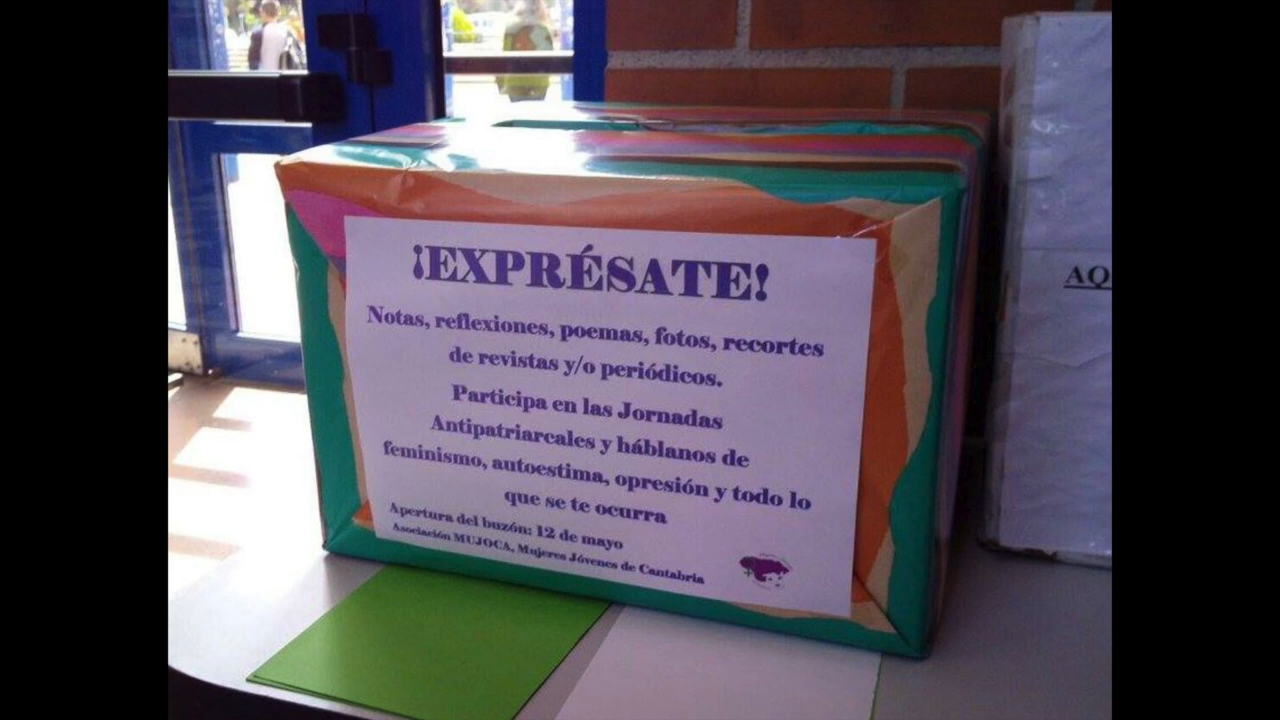 ¡EXPRÉSATE!
Notas, reflexiones, poemas, fotos, recortes
de revistas y/o periódicos.
Participa en las Jornadas
Antipatriarcales y háblanos de
feminismo, autoestima, opresión y todo lo
que se te ocurra
Apertura del buzón: 12 de mayo
Asociación MUJOCA, Mujeres Jóvenes de Cantabria
AQ